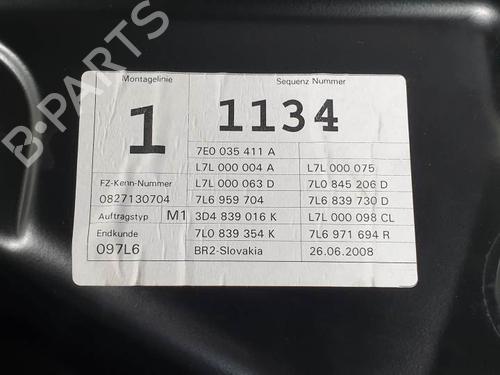 B-PARTS
Montagelinie Sequenz Nummer
1 1134
7E0 035 411 A
L7L 000 004 A L7L 000 075
FZ-Kenn-Nummer L7L 000 063 D 7L0 845 206 D
0827130704 7L6 959 704 7L6 839 730 D
Auftragstyp M1 3D4 839 016 K L7L 000 098 CL
Endkunde 7L0 839 354 K 7L6 971 694 R
097L6 BR2-Slovakia 26.06.2008